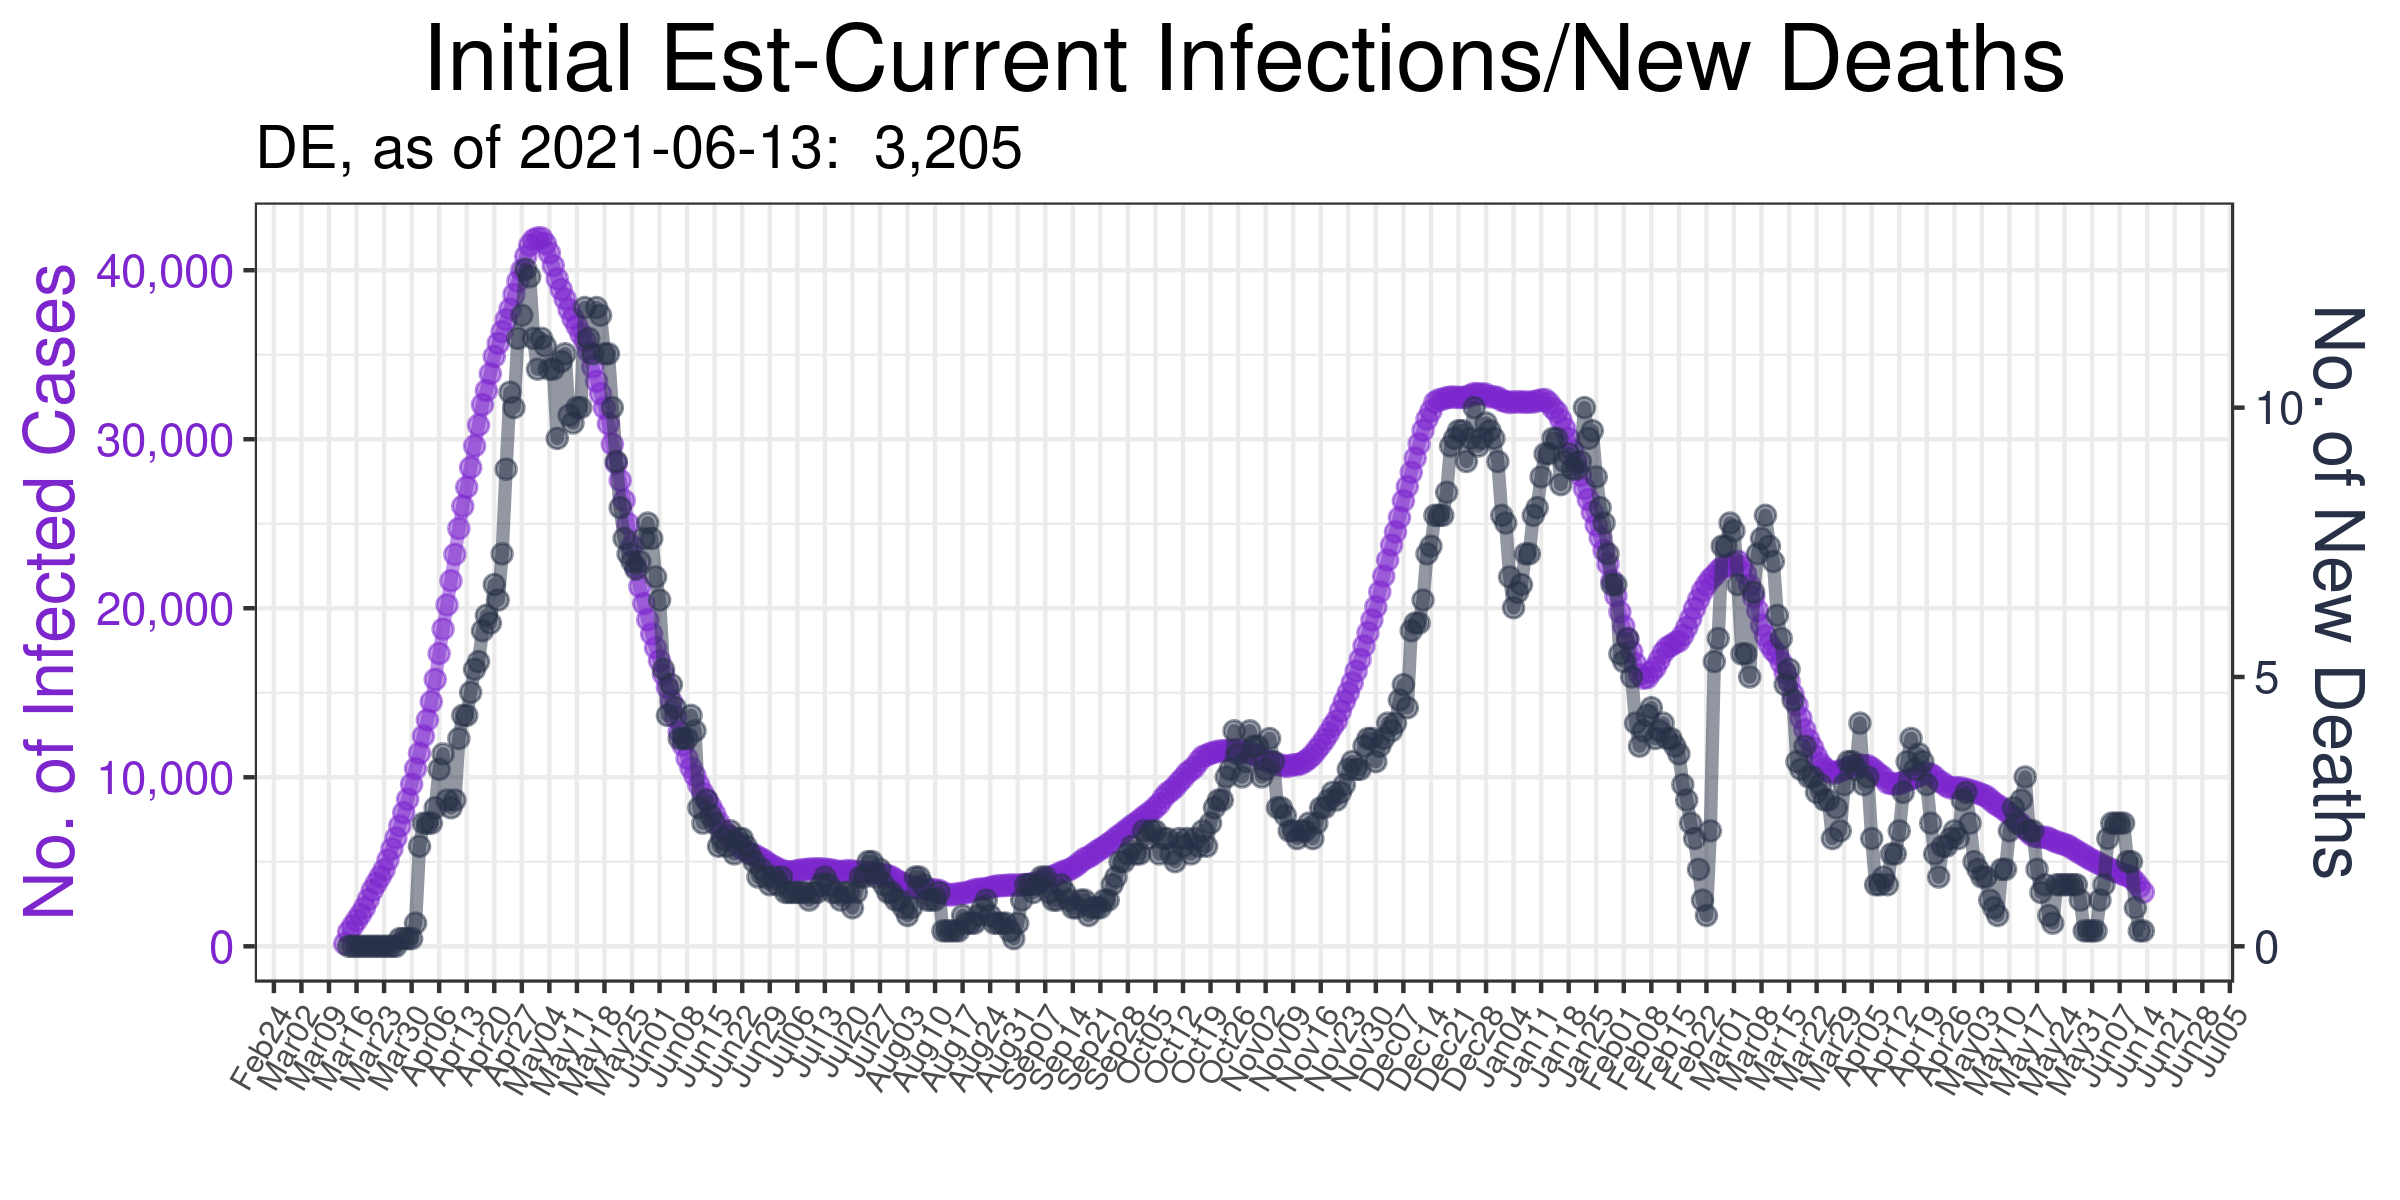 Initial Est-Current Infections/New Deaths
DE, as of 2021-06-13:  3,205
No. of Infected Cases
40,000
30,000
20,000
10,000
0
10
5
0
No. of New Deaths
Feb24
Mar02
Mar09
Mar16
Mar23
Mar30
Apr06
Apr13
Apr20
Apr27
May04
May11
May18
May25
Jun01
Jun08
Jun15
Jun22
Jun29
Jul06
Jul13
Jul20
Jul27
Aug03
Aug10
Aug17
Aug24
Aug31
Sep07
Sep14
Sep21
Sep28
Oct05
Oct12
Oct19
Oct26
Nov02
Nov09
Nov16
Nov23
Nov30
Dec07
Dec14
Dec21
Dec28
Jan04
Jan11
Jan18
Jan25
Feb01
Feb08
Feb15
Feb22
Mar01
Mar08
Mar15
Mar22
Mar29
Apr05
Apr12
Apr19
Apr26
May03
May10
May17
May24
May31
Jun07
Jun14
Jun21
Jun28
Jul05